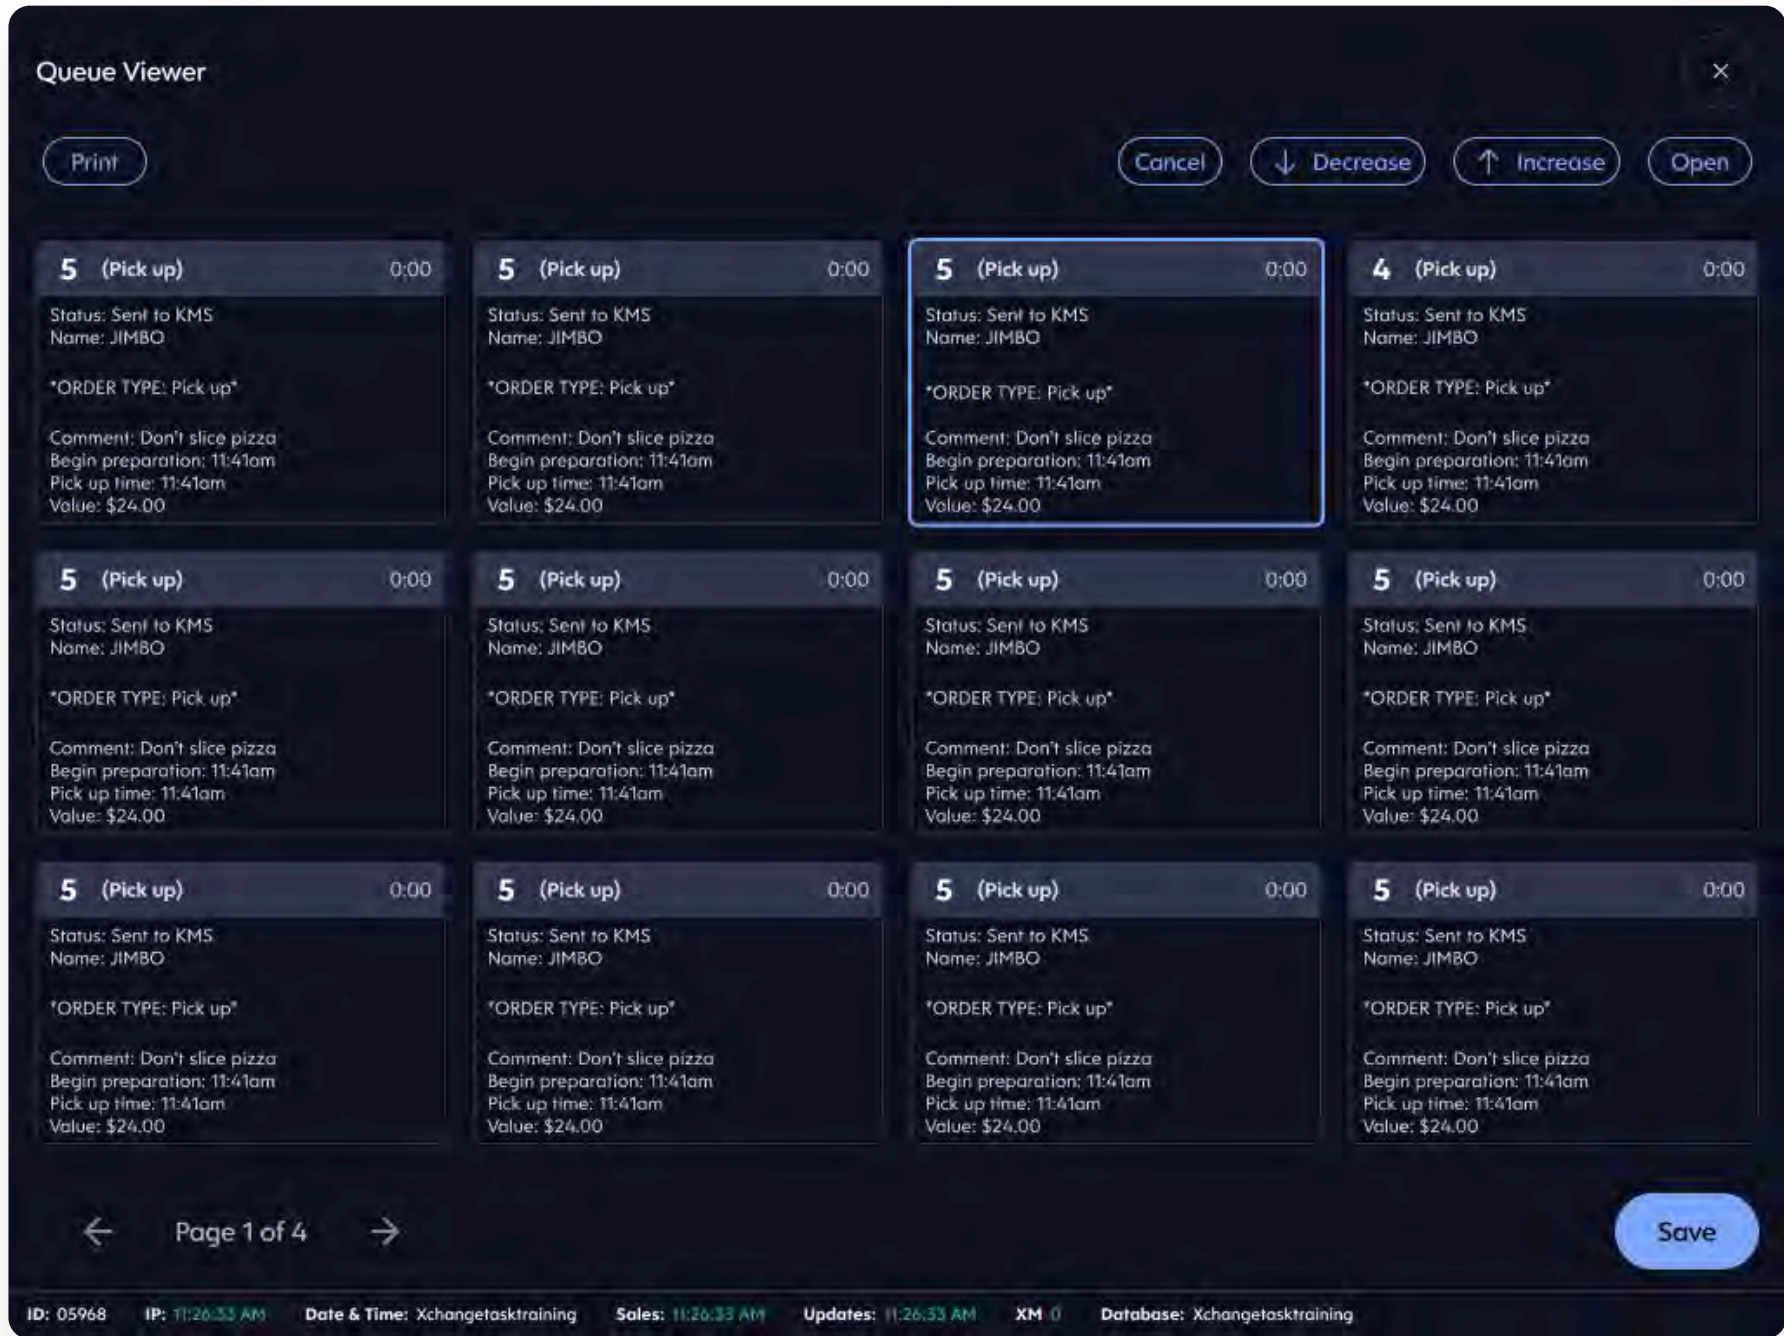 Queue Viewer
Print
Cancel
Decrease
Increase
Open
5 (Pick up) 0:00
Status: Sent to KMS
Name: JIMBO
*ORDER TYPE: Pick up*
Comment: Don't slice pizza
Begin preparation: 11:41am
Pick up time: 11:41am
Value: $24.00
5 (Pick up) 0:00
Status: Sent to KMS
Name: JIMBO
*ORDER TYPE: Pick up*
Comment: Don't slice pizza
Begin preparation: 11:41am
Pick up time: 11:41am
Value: $24.00
5 (Pick up) 0:00
Status: Sent to KMS
Name: JIMBO
*ORDER TYPE: Pick up*
Comment: Don't slice pizza
Begin preparation: 11:41am
Pick up time: 11:41am
Value: $24.00
4 (Pick up) 0:00
Status: Sent to KMS
Name: JIMBO
*ORDER TYPE: Pick up*
Comment: Don't slice pizza
Begin preparation: 11:41am
Pick up time: 11:41am
Value: $24.00
5 (Pick up) 0:00
Status: Sent to KMS
Name: JIMBO
*ORDER TYPE: Pick up*
Comment: Don't slice pizza
Begin preparation: 11:41am
Pick up time: 11:41am
Value: $24.00
5 (Pick up) 0:00
Status: Sent to KMS
Name: JIMBO
*ORDER TYPE: Pick up*
Comment: Don't slice pizza
Begin preparation: 11:41am
Pick up time: 11:41am
Value: $24.00
5 (Pick up) 0:00
Status: Sent to KMS
Name: JIMBO
*ORDER TYPE: Pick up*
Comment: Don't slice pizza
Begin preparation: 11:41am
Pick up time: 11:41am
Value: $24.00
5 (Pick up) 0:00
Status: Sent to KMS
Name: JIMBO
*ORDER TYPE: Pick up*
Comment: Don't slice pizza
Begin preparation: 11:41am
Pick up time: 11:41am
Value: $24.00
5 (Pick up) 0:00
Status: Sent to KMS
Name: JIMBO
*ORDER TYPE: Pick up*
Comment: Don't slice pizza
Begin preparation: 11:41am
Pick up time: 11:41am
Value: $24.00
5 (Pick up) 0:00
Status: Sent to KMS
Name: JIMBO
*ORDER TYPE: Pick up*
Comment: Don't slice pizza
Begin preparation: 11:41am
Pick up time: 11:41am
Value: $24.00
5 (Pick up) 0:00
Status: Sent to KMS
Name: JIMBO
*ORDER TYPE: Pick up*
Comment: Don't slice pizza
Begin preparation: 11:41am
Pick up time: 11:41am
Value: $24.00
5 (Pick up) 0:00
Status: Sent to KMS
Name: JIMBO
*ORDER TYPE: Pick up*
Comment: Don't slice pizza
Begin preparation: 11:41am
Pick up time: 11:41am
Value: $24.00
Page 1 of 4
Save
ID: 05968 IP: 11:26:33 AM Date & Time: Xchangetasktraining Sales: 11:26:33 AM Updates: 11:26:33 AM XM 0 Database: Xchangetasktraining